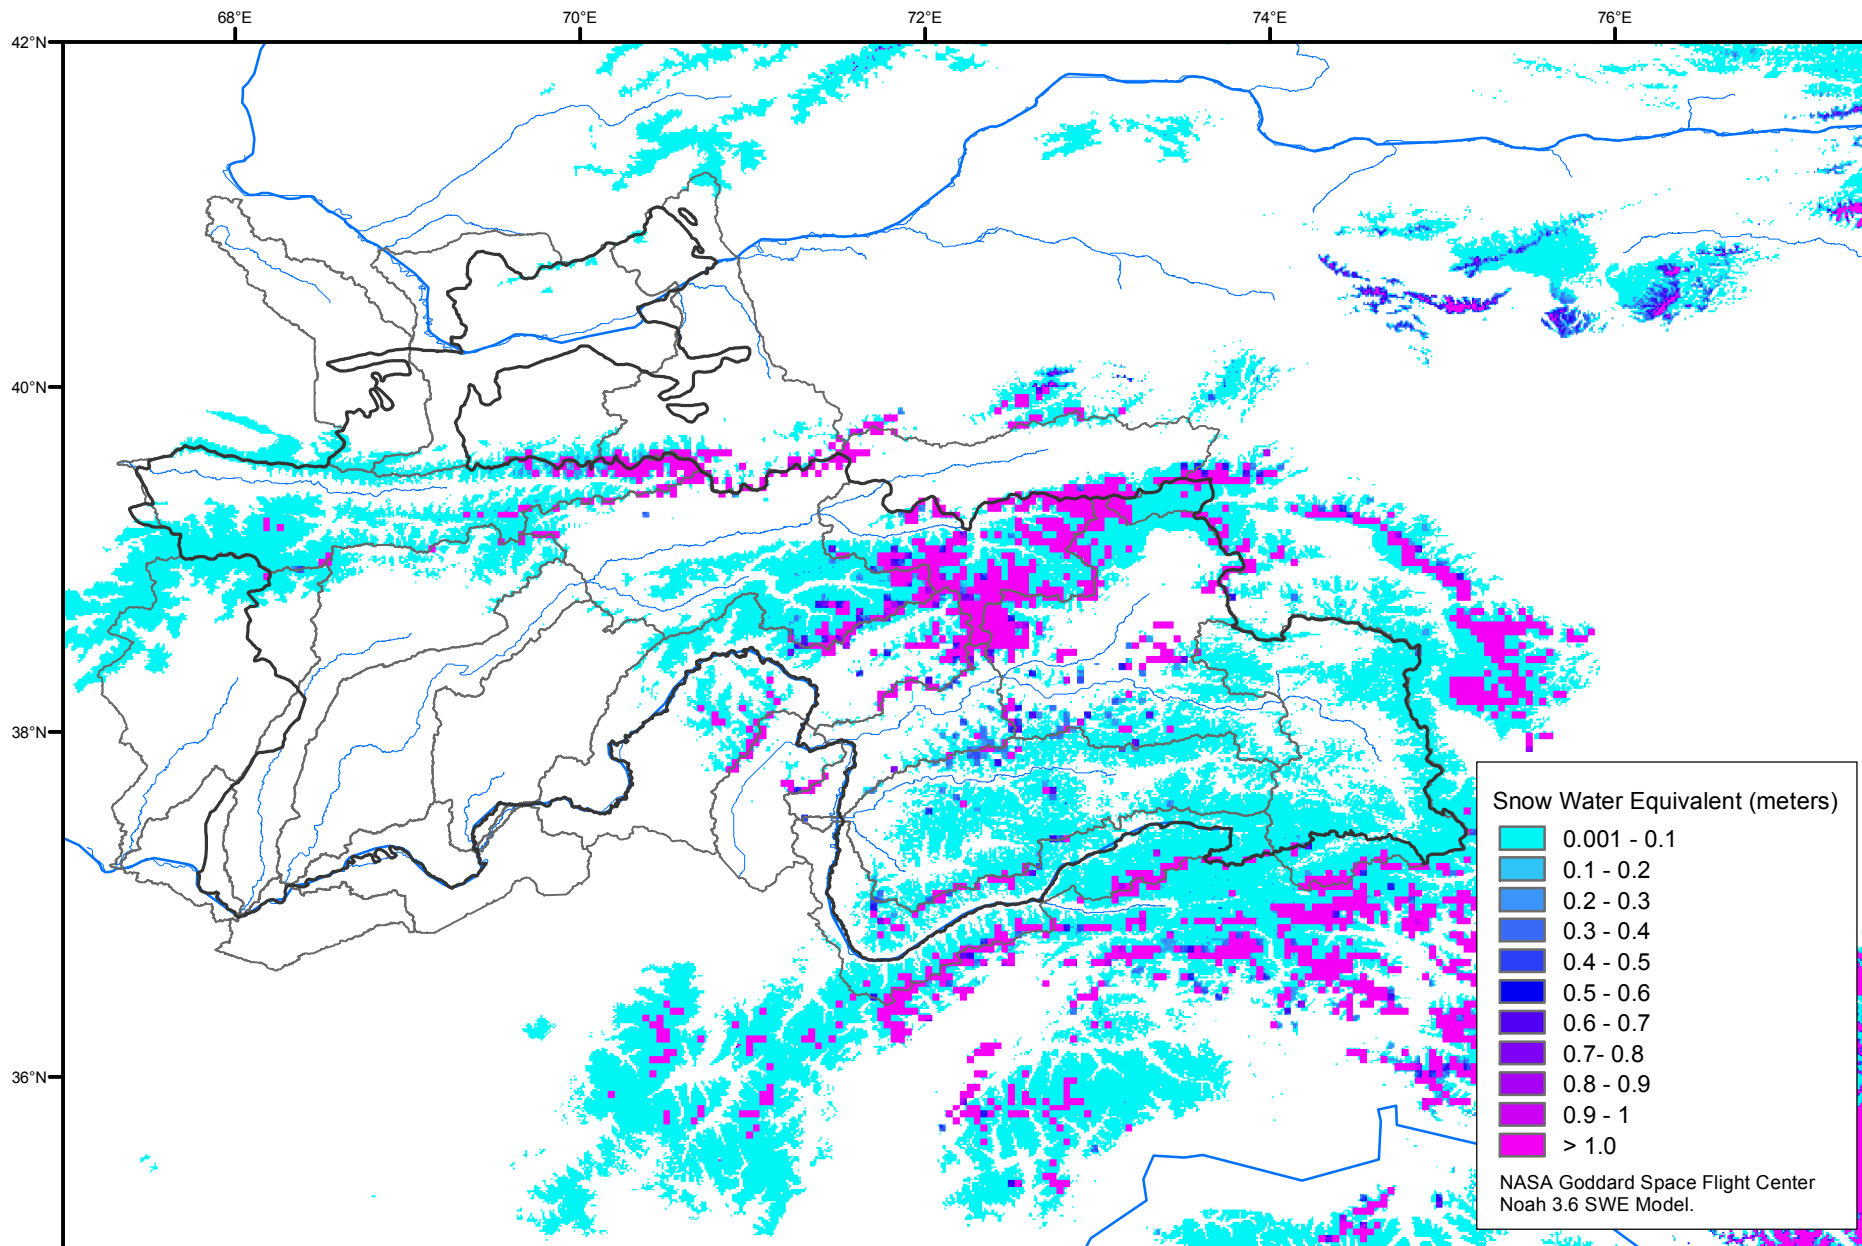 68°E 70°E 72°E 74°E 76°E
42°N
40°N
38°N
36°N
Snow Water Equivalent (meters)
0.001 - 0.1
0.1 - 0.2
0.2 - 0.3
0.3 - 0.4
0.4 - 0.5
0.5 - 0.6
0.6 - 0.7
0.7- 0.8
0.8 - 0.9
0.9 - 1
> 1.0
NASA Goddard Space Flight Center
Noah 3.6 SWE Model.